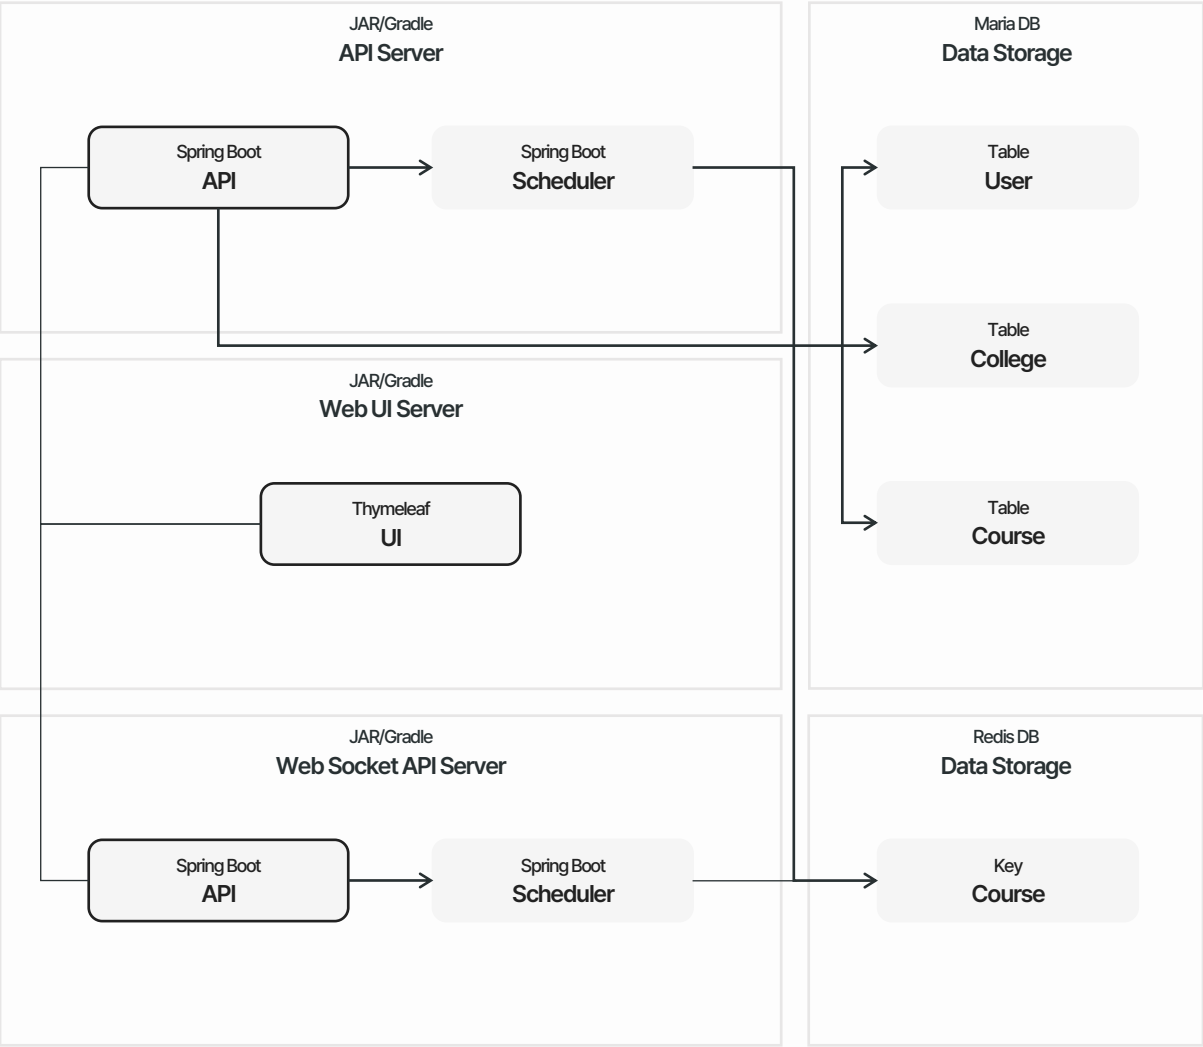 JAR/Gradle
API Server
Spring Boot
API
Spring Boot
Scheduler
Maria DB
Data Storage
Table
User
Table
College
Table
Course
JAR/Gradle
Web UI Server
Thymeleaf
UI
JAR/Gradle
Web Socket API Server
Spring Boot
API
Spring Boot
Scheduler
Redis DB
Data Storage
Key
Course